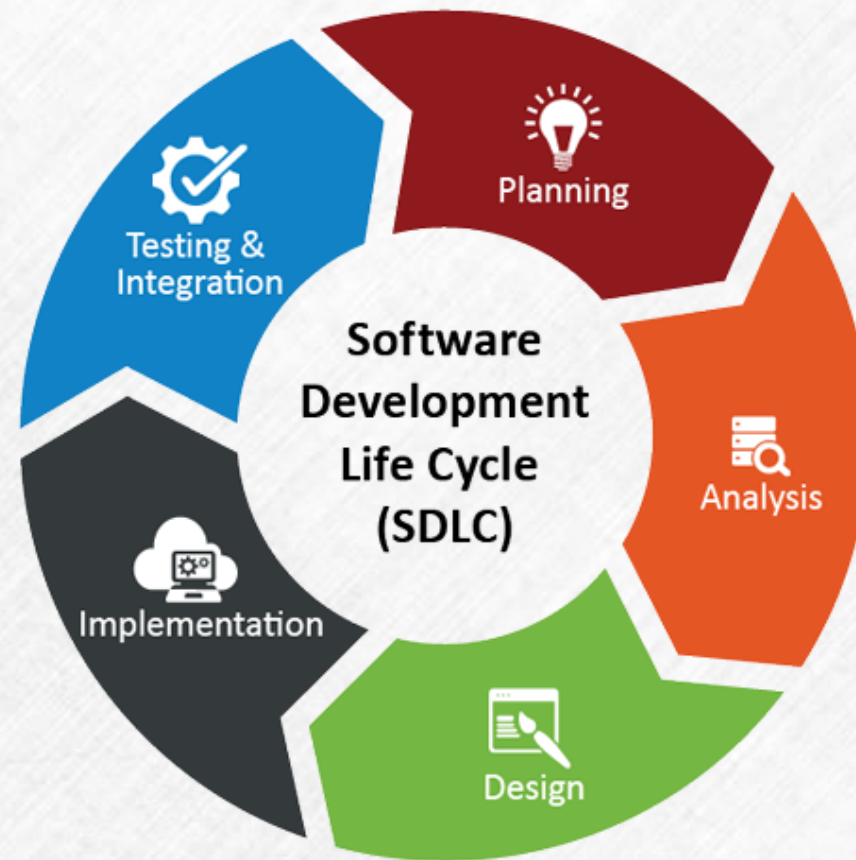 Software
Development
Life Cycle
(SDLC)
Planning
Analysis
Design
Implementation
Testing &
Integration